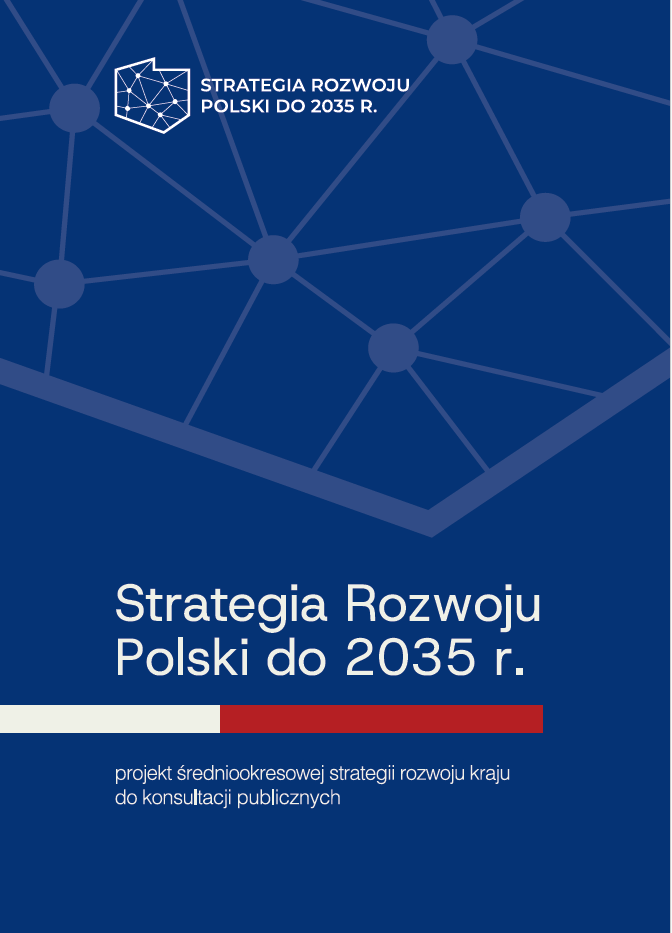 STRATEGIA ROZWOJU
POLSKI DO 2035 R.
Strategia Rozwoju
Polski do 2035 r.
projekt średniookresowej strategii rozwoju kraju
do konsultacji publicznych